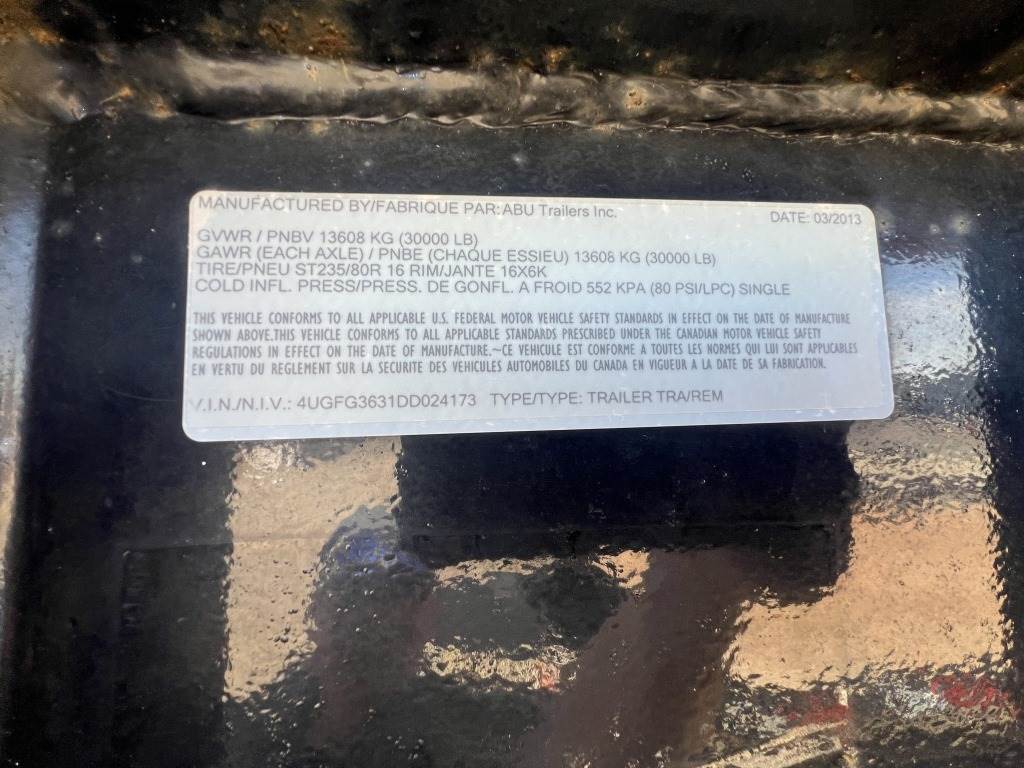 MANUFACTURED BY/FABRIQUE PAR: ABU Trailers Inc. DATE: 03/2013
GVWR / PNBV 13608 KG (30000 LB)
GAWR (EACH AXLE) / PNBE (CHAQUE ESSIEU) 13608 KG (30000 LB)
TIRE/PNEU ST235/80R 16 RIM/JANTE 16X6K
COLD INFL. PRESS/PRESS. DE GONFL. A FROID 552 KPA (80 PSI/LPC) SINGLE
THIS VEHICLE CONFORMS TO ALL APPLICABLE U.S. FEDERAL MOTOR VEHICLE SAFETY STANDARDS IN EFFECT ON THE DATE OF MANUFACTURE
SHOWN ABOVE.THIS VEHICLE CONFORMS TO ALL APPLICABLE STANDARDS PRESCRIBED UNDER THE CANADIAN MOTOR VEHICLE SAFETY
REGULATIONS IN EFFECT ON THE DATE OF MANUFACTURE.~CE VEHICULE EST CONFORME A TOUTES LES NORMES QUI LUI SONT APPLICABLES
EN VERTU DU REGLEMENT SUR LA SECURITE DES VEHICULES AUTOMOBILES DU CANADA EN VIGUEUR A LA DATE DE SA FABRICATION.
V.I.N./N.I.V.: 4UGFG3631DD024173 TYPE/TYPE: TRAILER TRA/REM